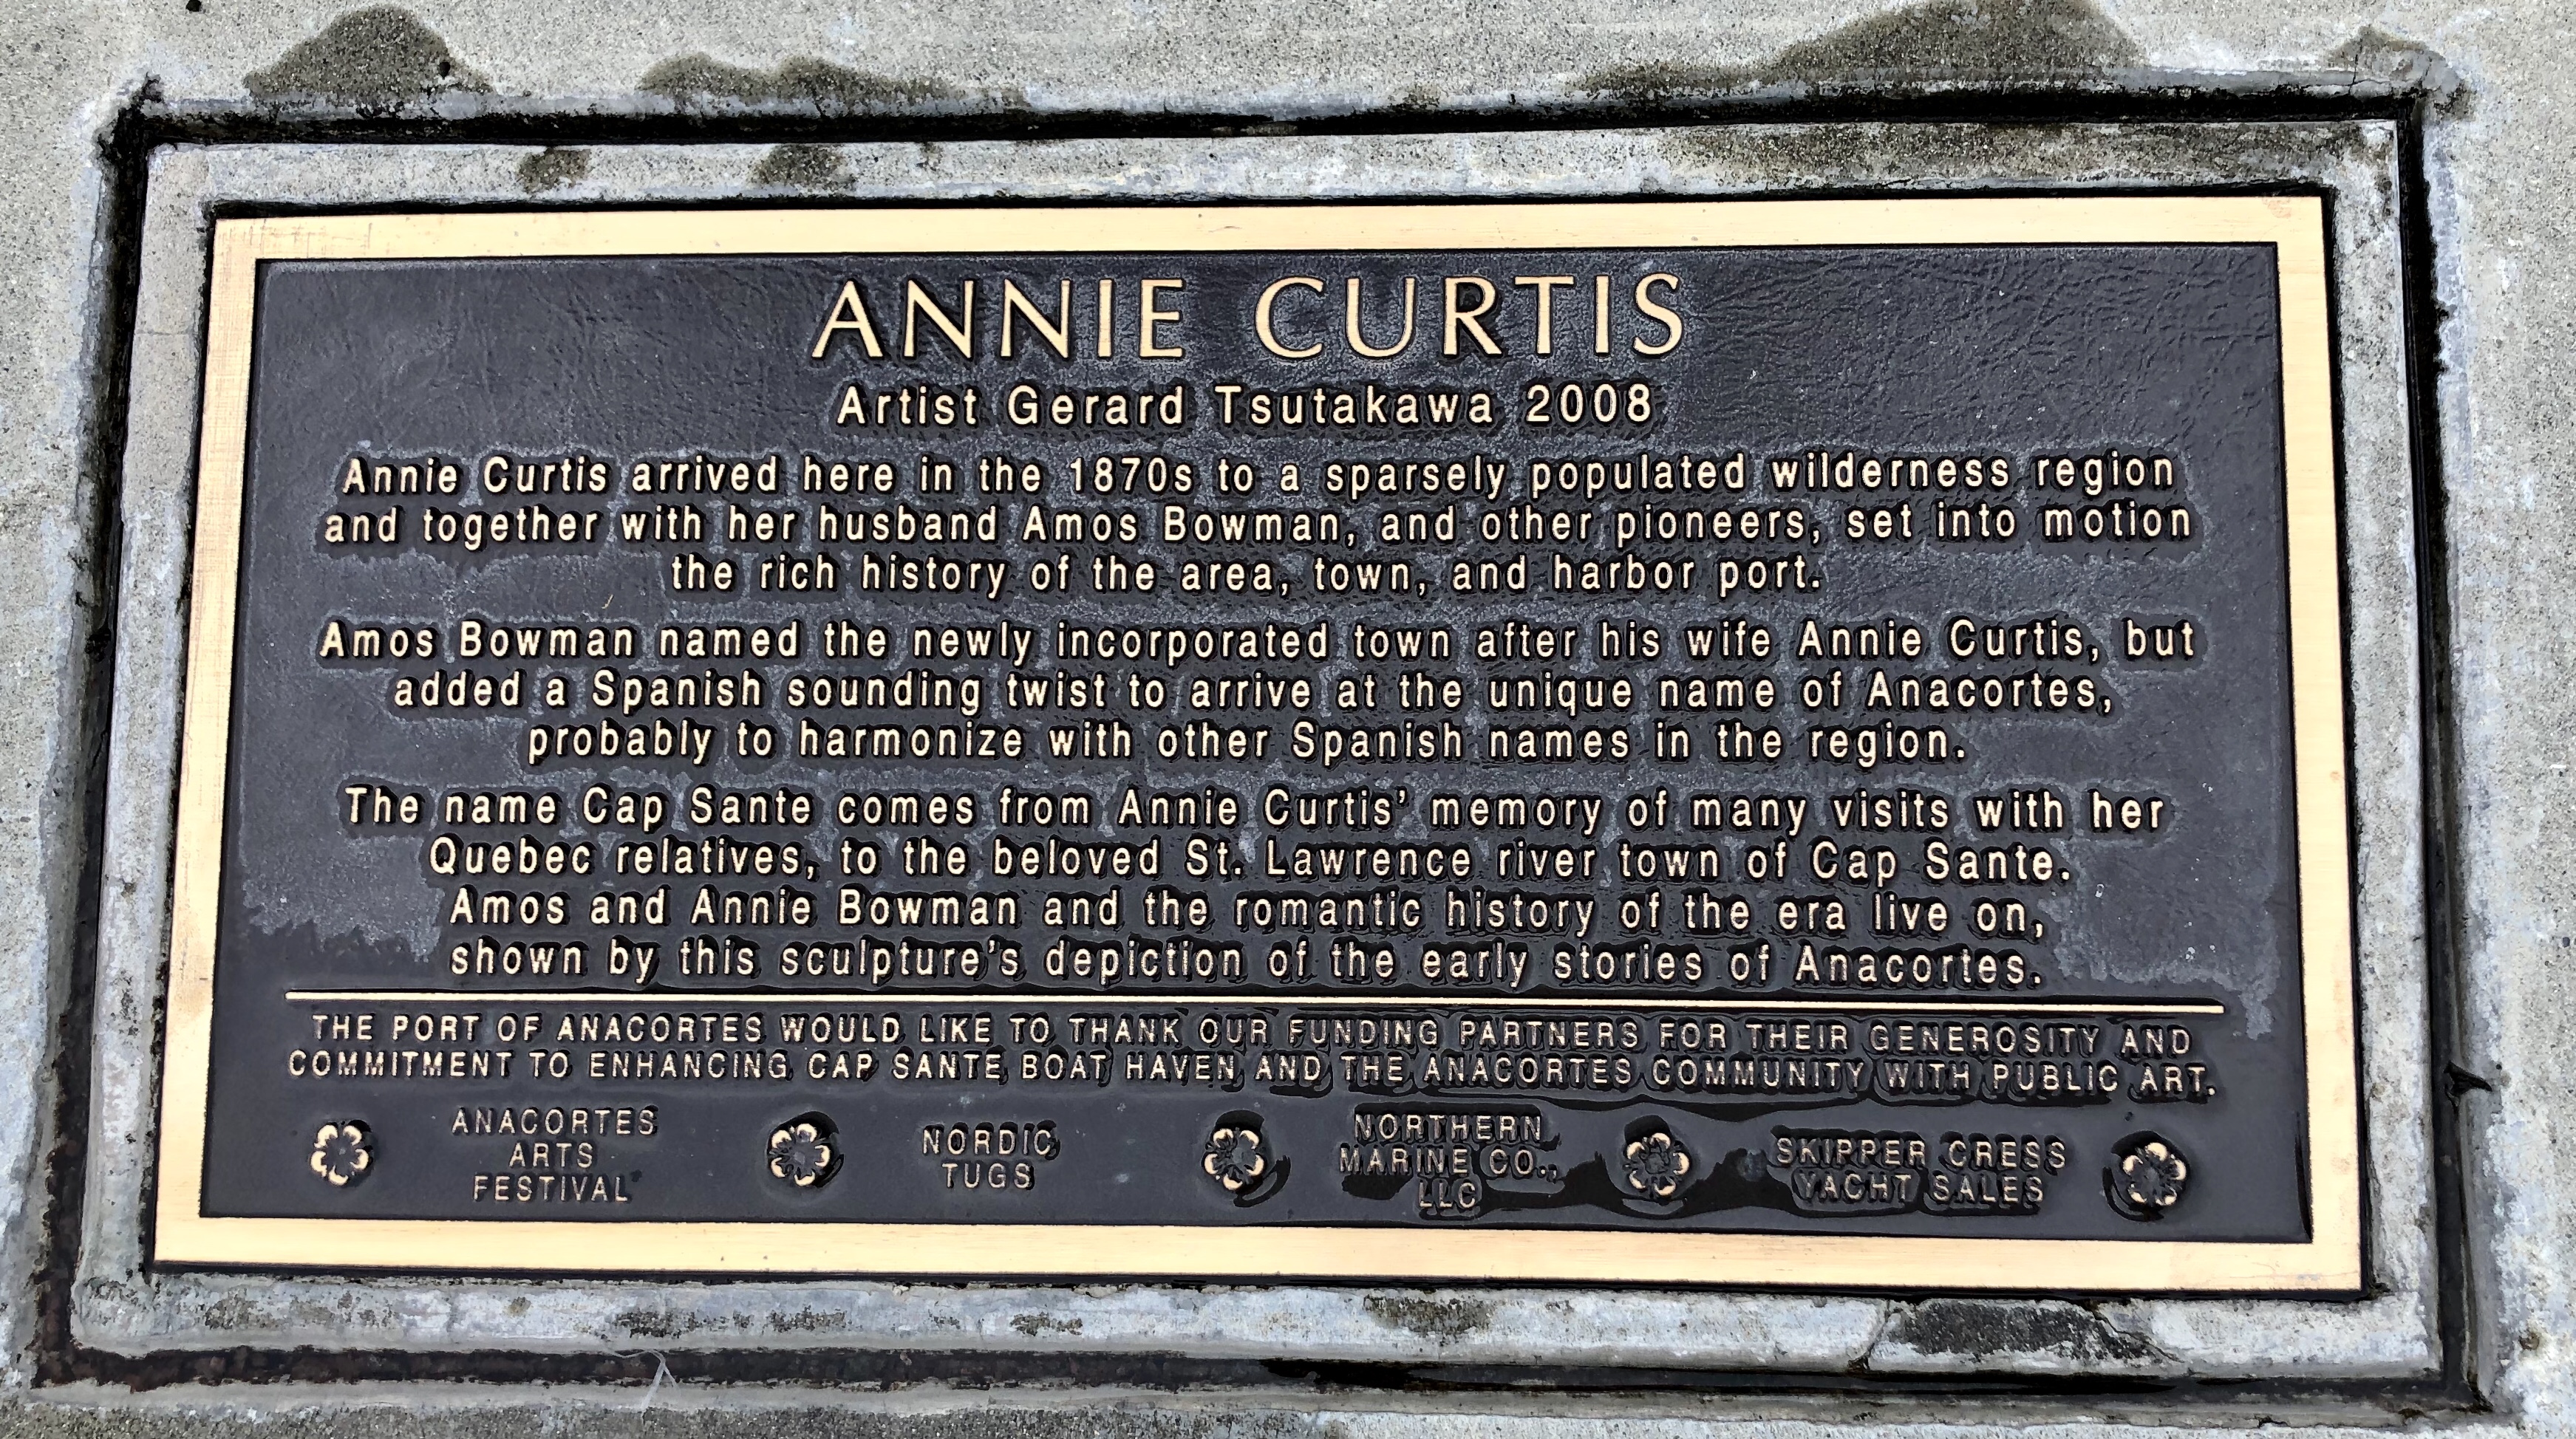 ANNIE CURTIS
Artist Gerard Tsutakawa 2008
Annie Curtis arrived here in the 1870s to a sparsely populated wilderness region
and together with her husband Amos Bowman, and other pioneers, set into motion
the rich history of the area, town, and harbor port.
Amos Bowman named the newly incorporated town after his wife Annie Curtis, but
added a Spanish sounding twist to arrive at the unique name of Anacortes,
probably to harmonize with other Spanish names in the region.
The name Cap Sante comes from Annie Curtis' memory of many visits with her
Quebec relatives, to the beloved St. Lawrence river town of Cap Sante.
Amos and Annie Bowman and the romantic history of the era live on,
shown by this sculpture's depiction of the early stories of Anacortes.
THE PORT OF ANACORTES WOULD LIKE TO THANK OUR FUNDING PARTNERS FOR THEIR GENEROSITY AND
COMMITMENT TO ENHANCING CAP SANTE BOAT HAVEN AND THE ANACORTES COMMUNITY WITH PUBLIC ART.
ANACORTES
ARTS
FESTIVAL
NORDIC
TUGS
NORTHERN
MARINE CO.,
LLC
SKIPPER CRESS
YACHT SALES